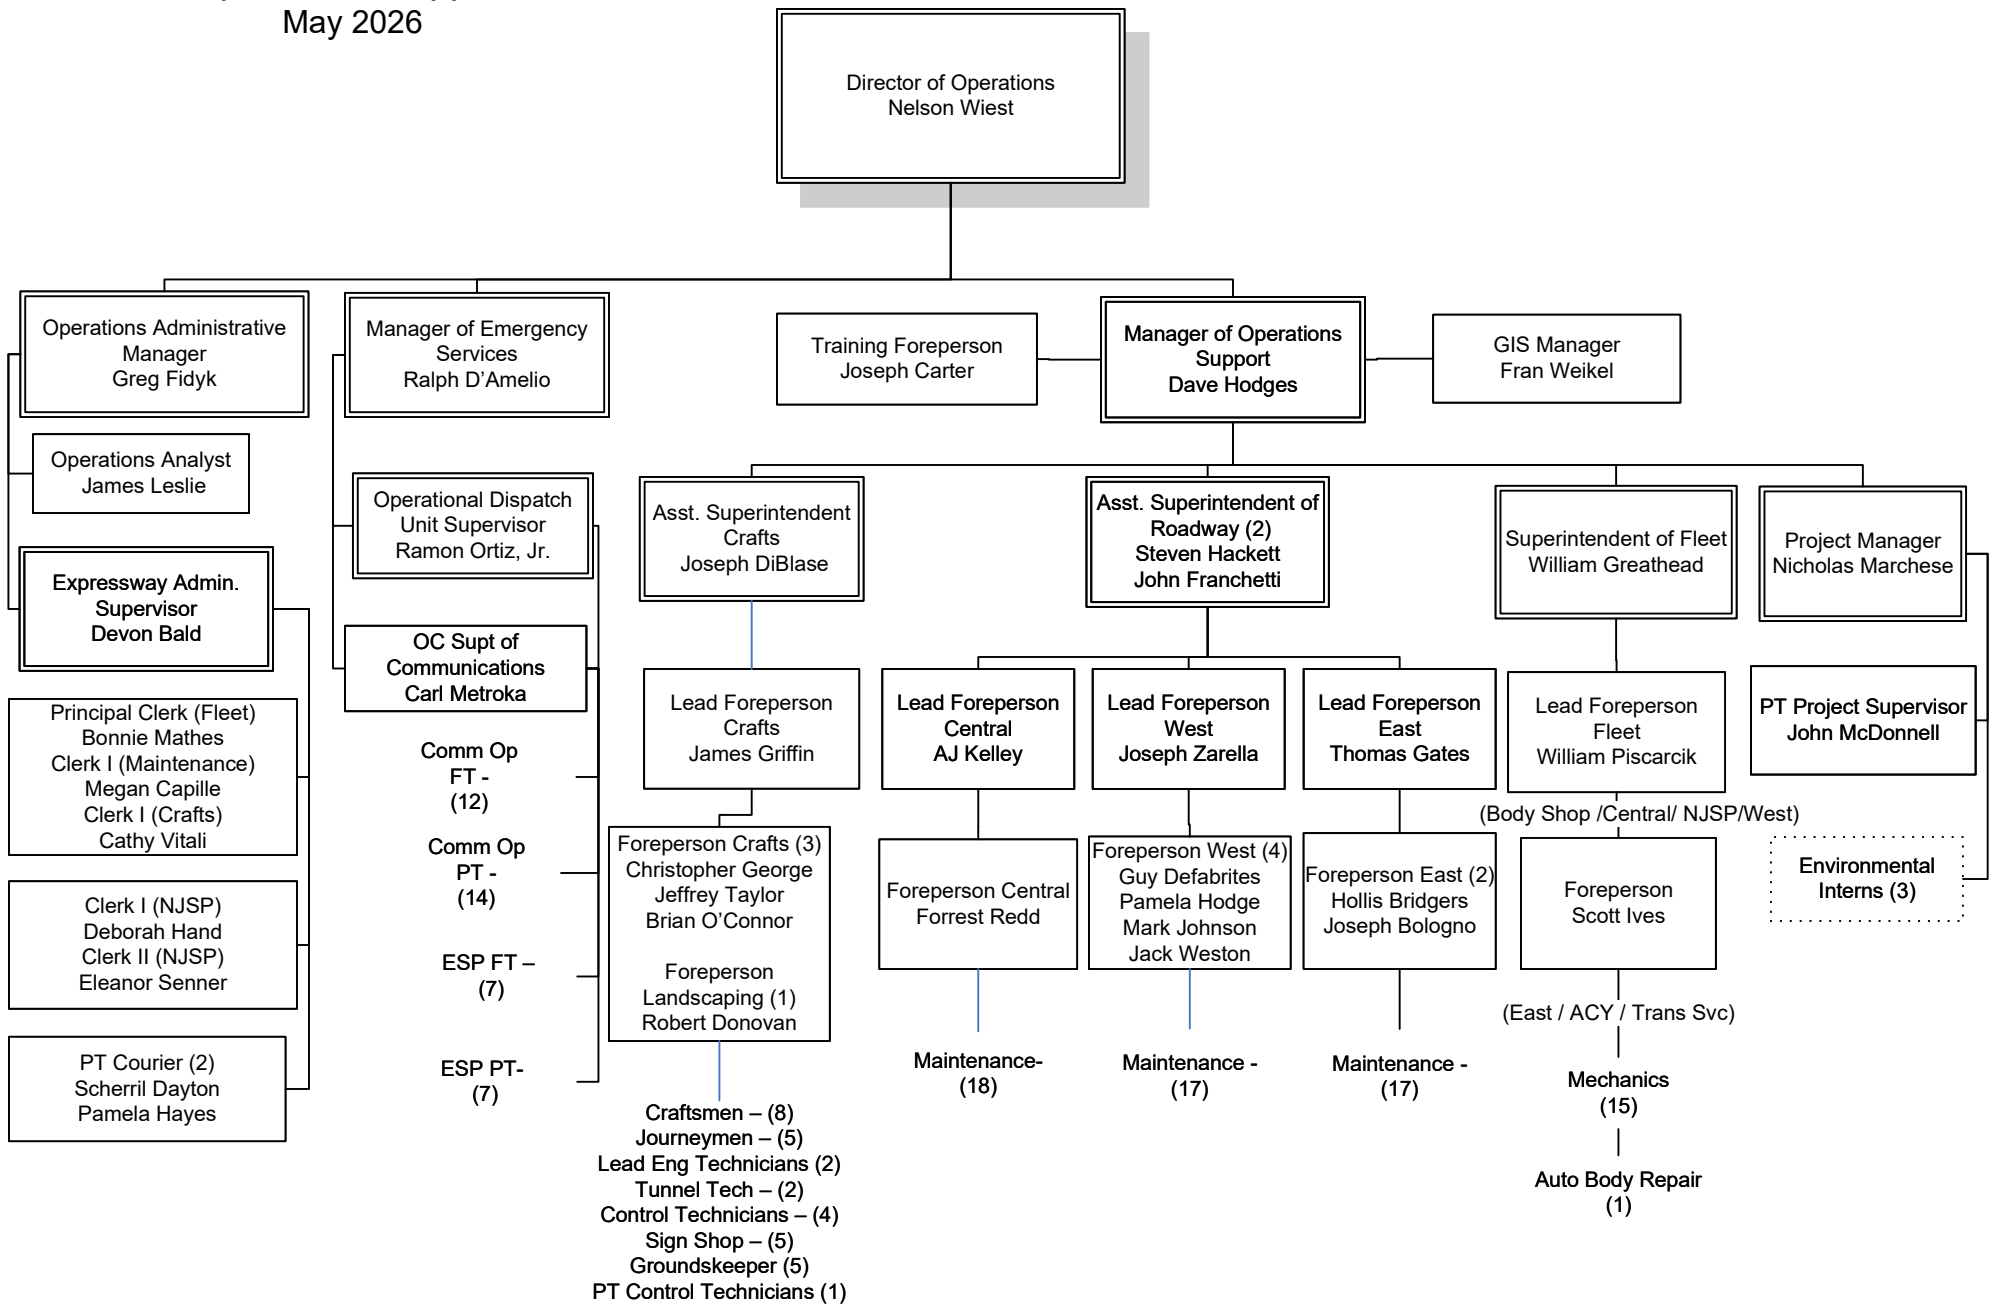 May 2026
Director of Operations
Nelson Wiest
Operations Administrative
Manager
Greg Fidyk
Manager of Emergency
Services
Ralph D’Amelio
Training Foreperson
Joseph Carter
Manager of Operations
Support
Dave Hodges
GIS Manager
Fran Weikel
Operations Analyst
James Leslie
Expressway Admin.
Supervisor
Devon Bald
Principal Clerk (Fleet)
Bonnie Mathes
Clerk I (Maintenance)
Megan Capille
Clerk I (Crafts)
Cathy Vitali
Clerk I (NJSP)
Deborah Hand
Clerk II (NJSP)
Eleanor Senner
PT Courier (2)
Scherril Dayton
Pamela Hayes
Operational Dispatch
Unit Supervisor
Ramon Ortiz, Jr.
OC Supt of
Communications
Carl Metroka
Comm Op
FT -
(12)
Comm Op
PT -
(14)
ESP FT –
(7)
ESP PT-
(7)
Asst. Superintendent
Crafts
Joseph DiBlase
Lead Foreperson
Crafts
James Griffin
Foreperson Crafts (3)
Christopher George
Jeffrey Taylor
Brian O’Connor
Foreperson
Landscaping (1)
Robert Donovan
Craftsmen – (8)
Journeymen – (5)
Lead Eng Technicians (2)
Tunnel Tech – (2)
Control Technicians – (4)
Sign Shop – (5)
Groundskeeper (5)
PT Control Technicians (1)
Asst. Superintendent of
Roadway (2)
Steven Hackett
John Franchetti
Lead Foreperson
Central
AJ Kelley
Foreperson Central
Forrest Redd
Maintenance-
(18)
Lead Foreperson
West
Joseph Zarella
Foreperson West (4)
Guy Defabrites
Pamela Hodge
Mark Johnson
Jack Weston
Maintenance -
(17)
Lead Foreperson
East
Thomas Gates
Foreperson East (2)
Hollis Bridgers
Joseph Bologno
Maintenance -
(17)
Superintendent of Fleet
William Greathead
Lead Foreperson
Fleet
William Piscarcik
(Body Shop /Central/ NJSP/West)
Foreperson
Scott Ives
(East / ACY / Trans Svc)
Mechanics
(15)
Auto Body Repair
(1)
Project Manager
Nicholas Marchese
PT Project Supervisor
John McDonnell
Environmental
Interns (3)